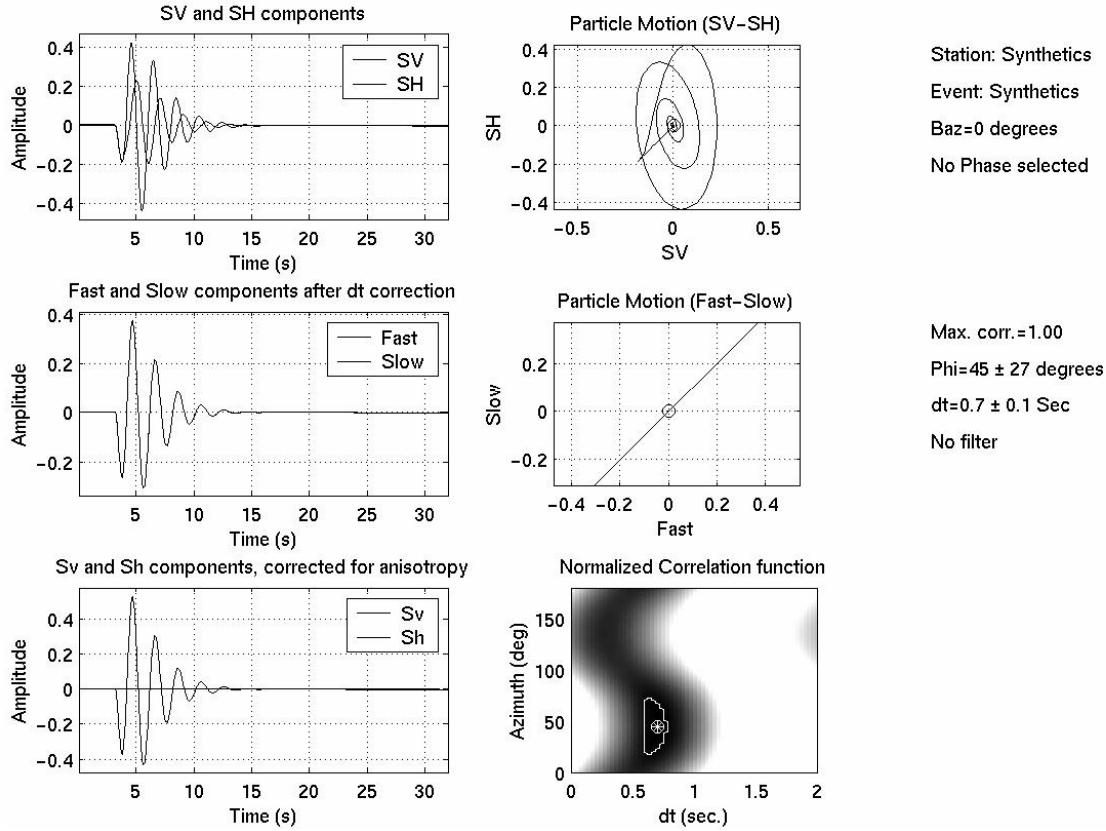 SV and SH components
0.4
0.2
0
−0.2
−0.4
Amplitude
SV
SH
5 10 15 20 25 30
Time (s)
Particle Motion (SV−SH)
0.4
0.2
0
−0.2
−0.4
SH
−0.5 0 0.5
SV
Station: Synthetics
Event: Synthetics
Baz=0 degrees
No Phase selected
Fast and Slow components after dt correction
0.4
0.2
0
−0.2
Amplitude
Fast
Slow
5 10 15 20 25 30
Time (s)
Particle Motion (Fast−Slow)
0.2
0
−0.2
Slow
−0.4 −0.2 0 0.2 0.4
Fast
Max. corr.=1.00
Phi=45 ± 27 degrees
dt=0.7 ± 0.1 Sec
No filter
Sv and Sh components, corrected for anisotropy
0.4
0.2
0
−0.2
−0.4
Amplitude
Sv
Sh
5 10 15 20 25 30
Time (s)
Normalized Correlation function
150
100
50
0
Azimuth (deg)
0 0.5 1 1.5 2
dt (sec.)